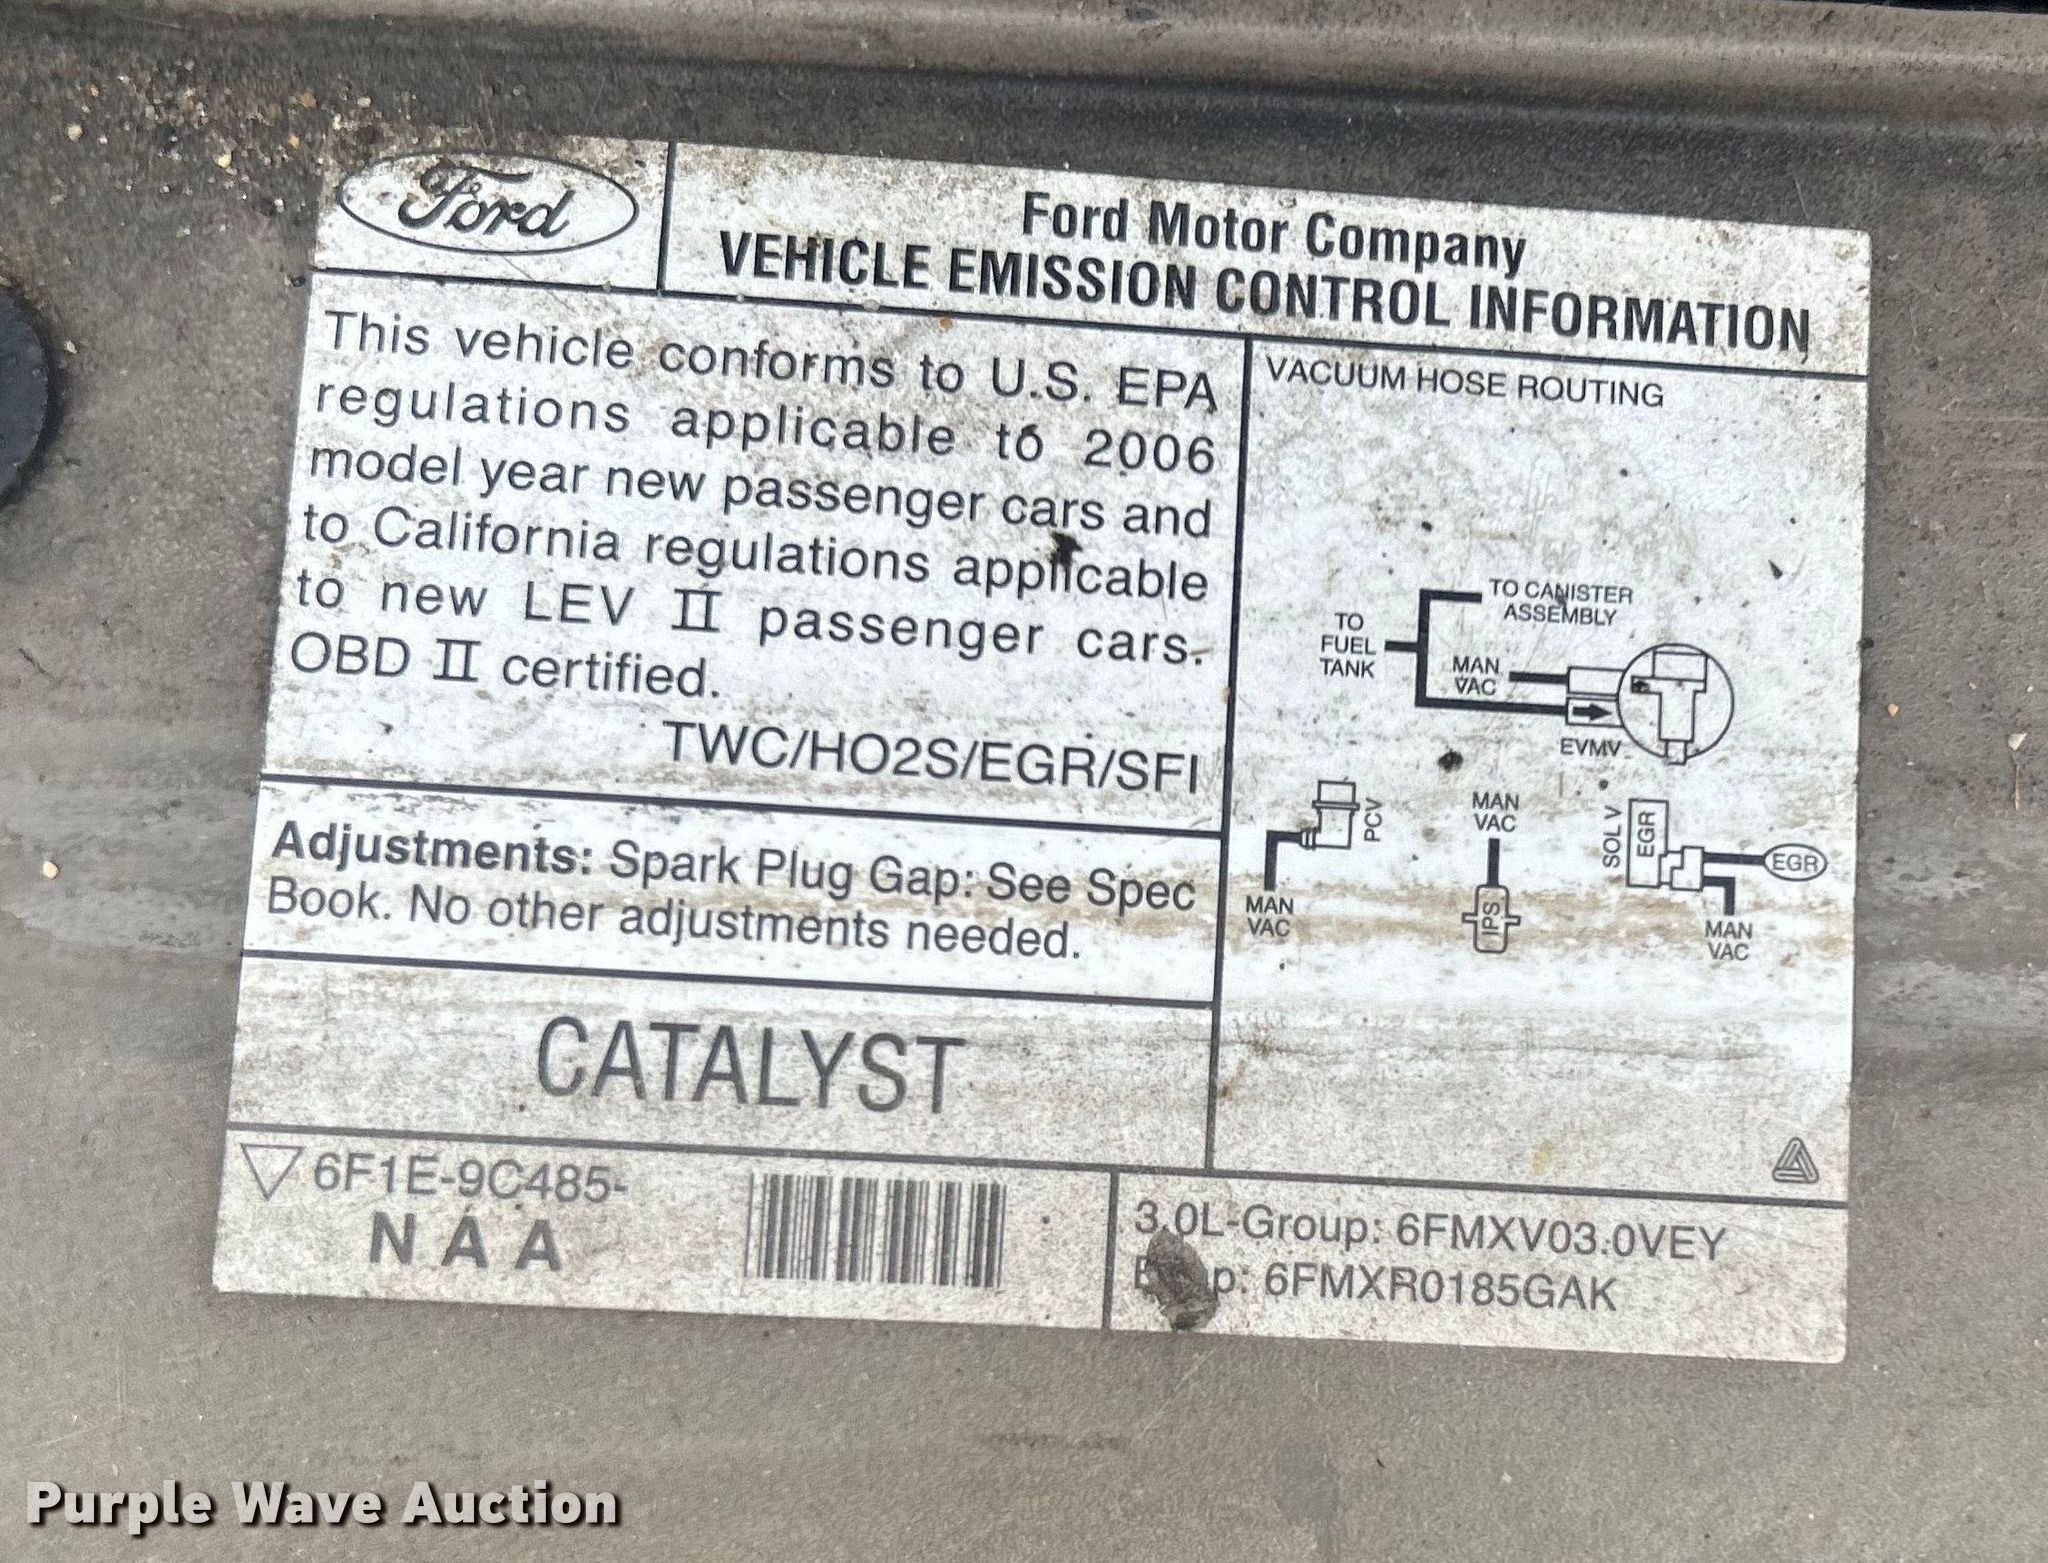 Ford
Ford Motor Company
VEHICLE EMISSION CONTROL INFORMATION
This vehicle conforms to U.S. EPA
regulations applicable to 2006
model year new passenger cars and
to California regulations applicable
to new LEV II passenger cars.
OBD II certified.
TWC/HO2S/EGR/SFI
Adjustments: Spark Plug Gap: See Spec
Book. No other adjustments needed.
CATALYST
6F1E-9C485-
N A A
VACUUM HOSE ROUTING
TO CANISTER
ASSEMBLY
TO
FUEL
TANK
MAN
VAC
EVMV
PCV
MAN
VAC
MAN
VAC
IPS
SOL V
EGR
EGR
MAN
VAC
3.0L-Group: 6FMXV03.0VEY
6FMXR0185GAK
Purple Wave Auction